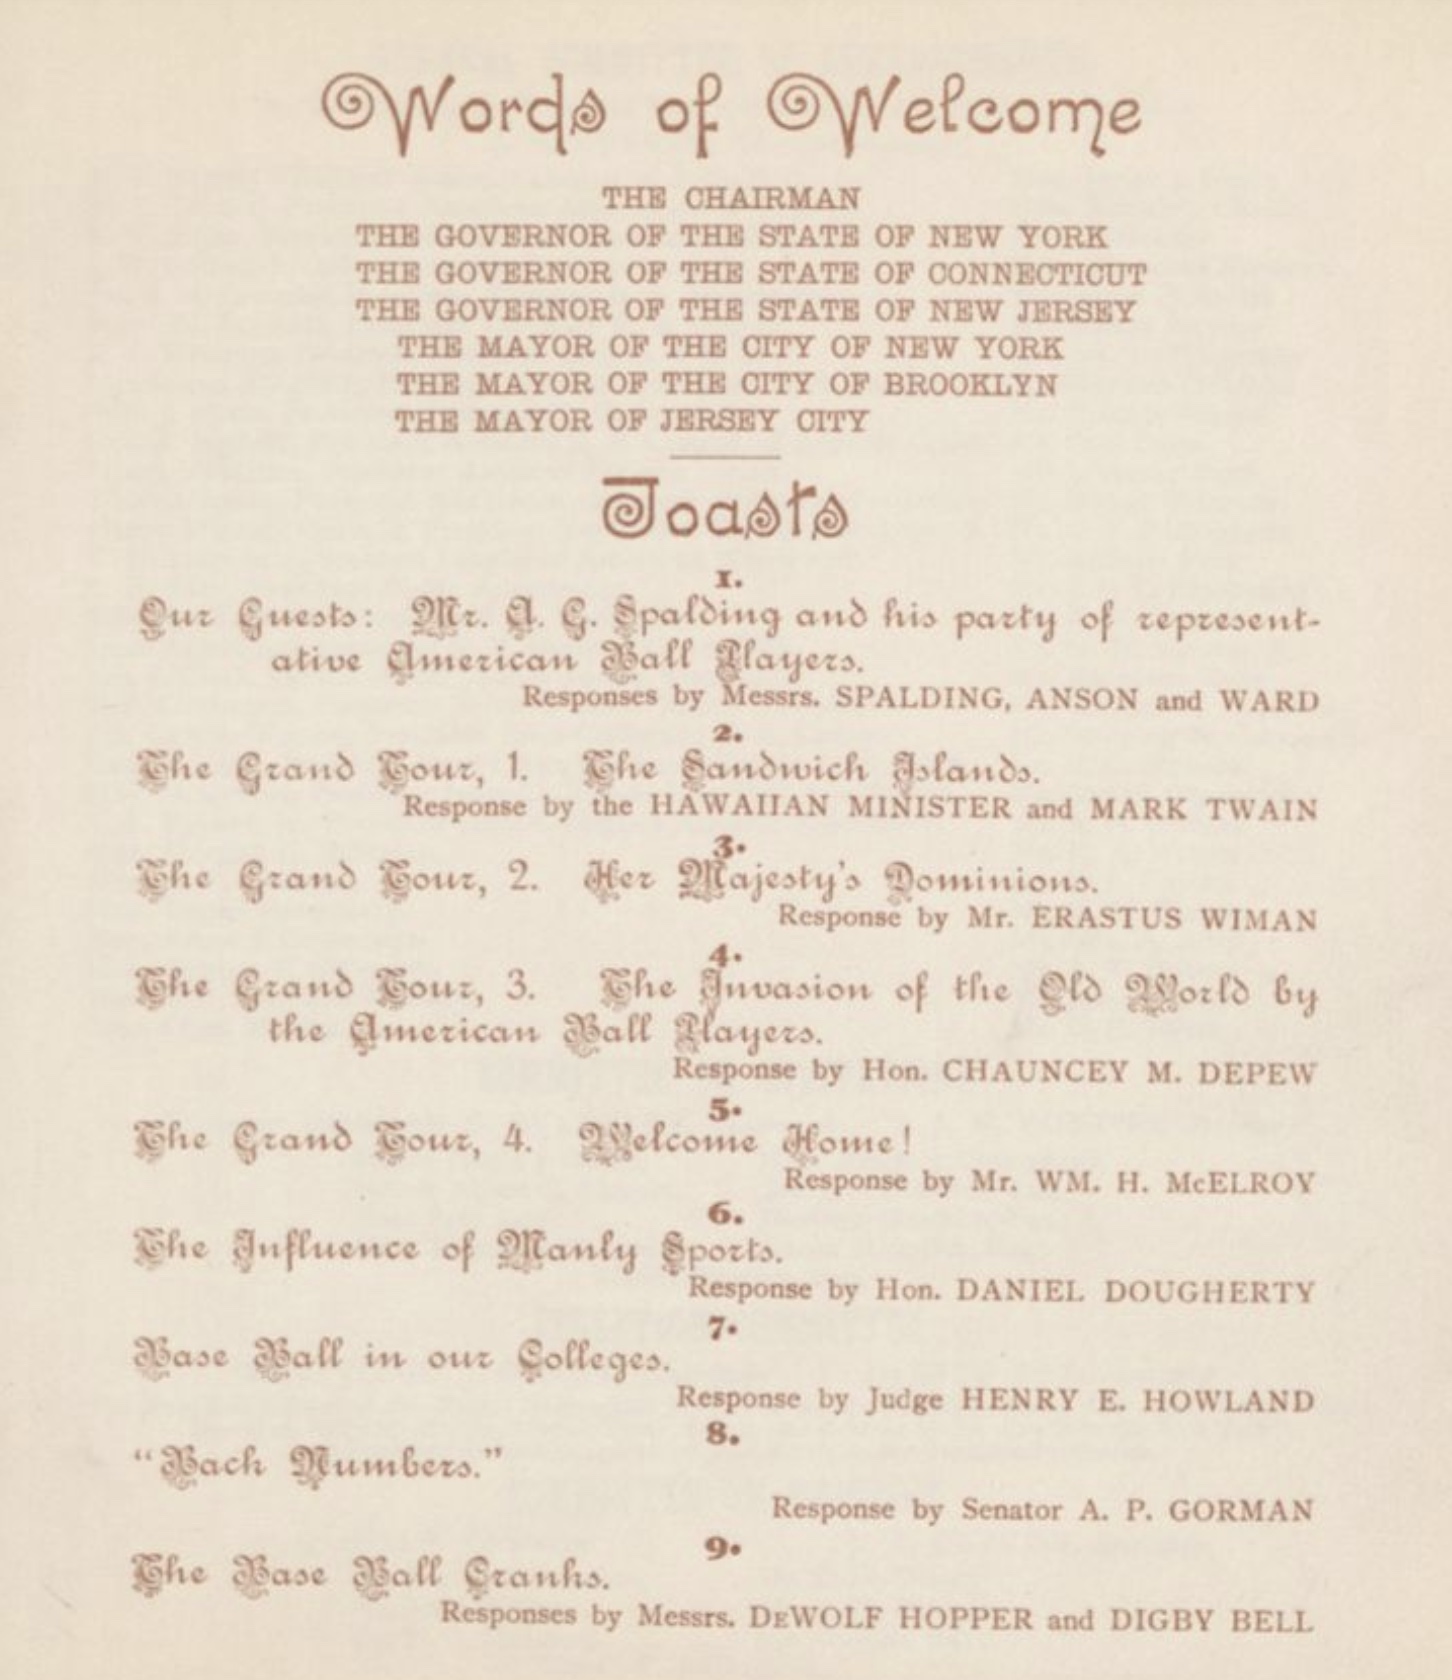 Words of Welcome
THE CHAIRMAN
THE GOVERNOR OF THE STATE OF NEW YORK
THE GOVERNOR OF THE STATE OF CONNECTICUT
THE GOVERNOR OF THE STATE OF NEW JERSEY
THE MAYOR OF THE CITY OF NEW YORK
THE MAYOR OF THE CITY OF BROOKLYN
THE MAYOR OF JERSEY CITY
Toasts
1.
Our Guests: Mr. A. G. Spalding and his party of represent-
ative American Ball Players.
Responses by Messrs. SPALDING, ANSON and WARD
2.
The Grand Tour, 1. The Sandwich Islands.
Response by the HAWAIIAN MINISTER and MARK TWAIN
3.
The Grand Tour, 2. Her Majesty's Dominions.
Response by Mr. ERASTUS WIMAN
4.
The Grand Tour, 3. The Invasion of the Old World by
the American Ball Players.
Response by Hon. CHAUNCEY M. DEPEW
5.
The Grand Tour, 4. Welcome Home!
Response by Mr. WM. H. McELROY
6.
The Influence of Manly Sports.
Response by Hon. DANIEL DOUGHERTY
7.
Base Ball in our Colleges.
Response by Judge HENRY E. HOWLAND
8.
"Back Numbers."
Response by Senator A. P. GORMAN
9.
The Base Ball Cranks.
Responses by Messrs. DEWOLF HOPPER and DIGBY BELL